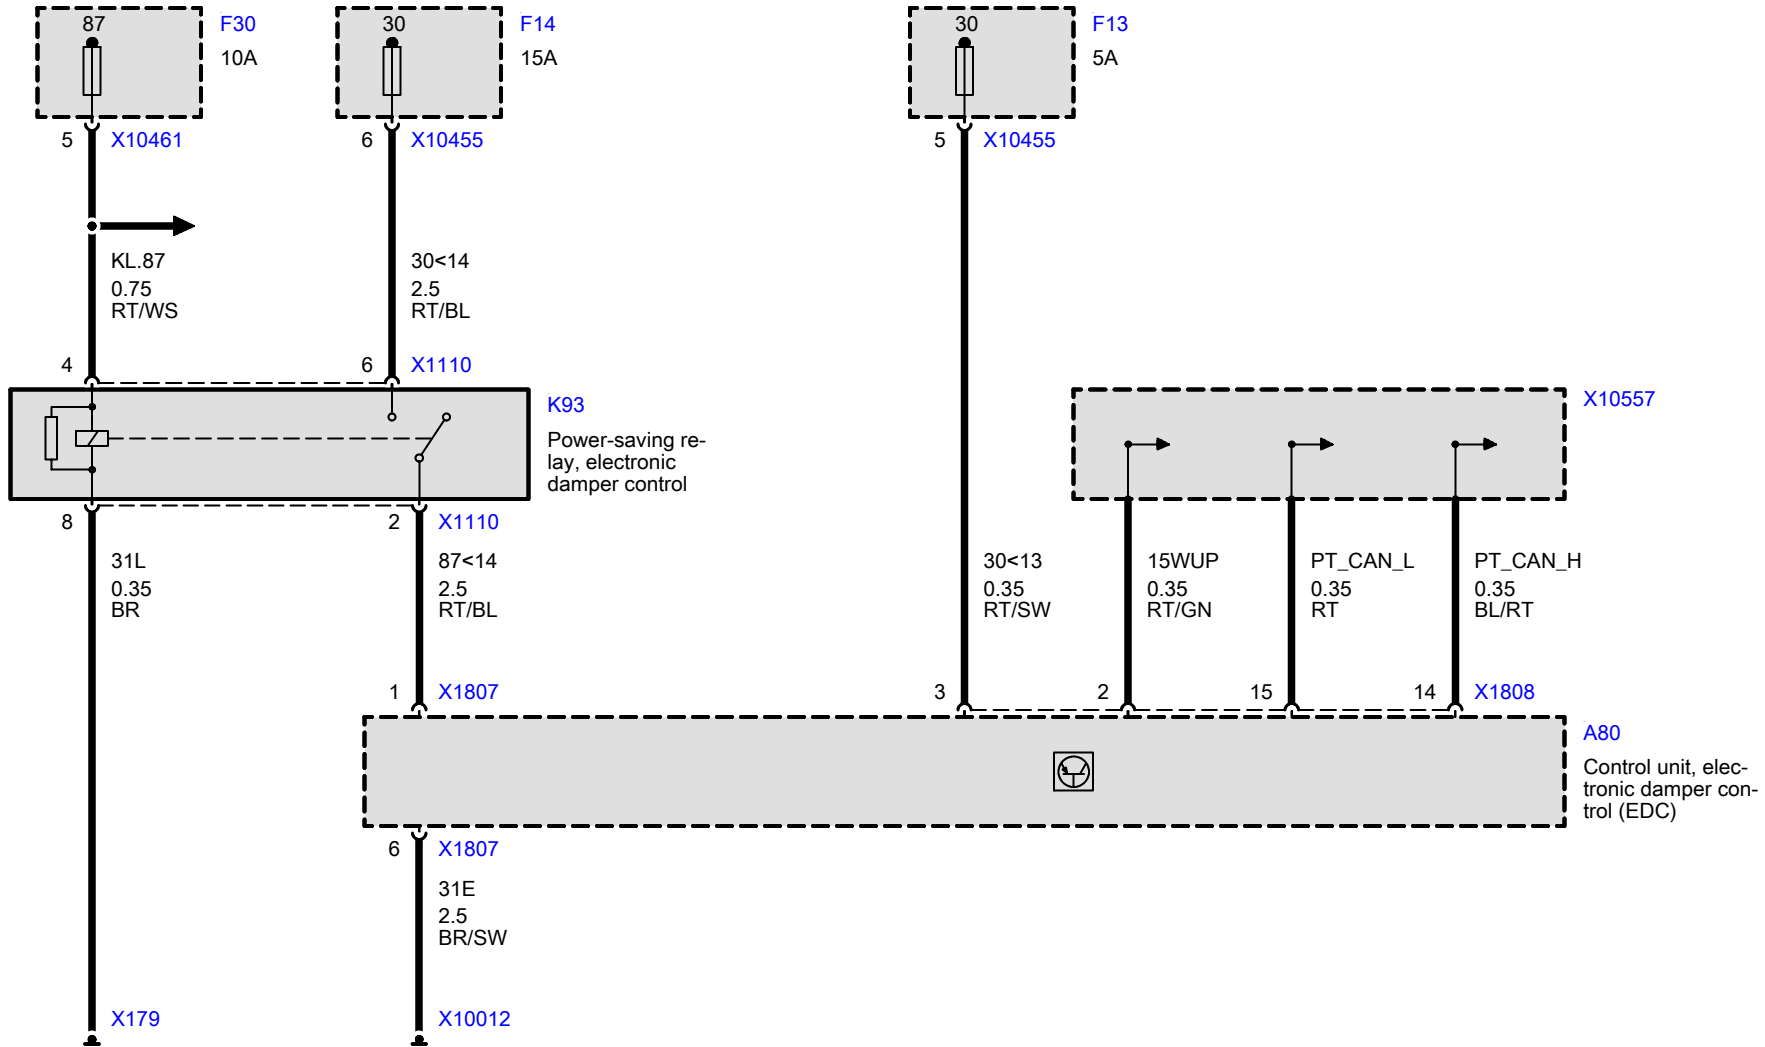 87
F30
10A
30
F14
15A
30
F13
5A
5
X10461
6
X10455
5
X10455
KL.87
0.75
RT/WS
30<14
2.5
RT/BL
4
6
X1110
K93
Power-saving re-
lay, electronic
damper control
X10557
8
2
X1110
31L
0.35
BR
87<14
2.5
RT/BL
30<13
0.35
RT/SW
15WUP
0.35
RT/GN
PT_CAN_L
0.35
RT
PT_CAN_H
0.35
BL/RT
1
X1807
3
2
15
14
X1808
A80
Control unit, elec-
tronic damper con-
trol (EDC)
6
X1807
31E
2.5
BR/SW
X179
X10012